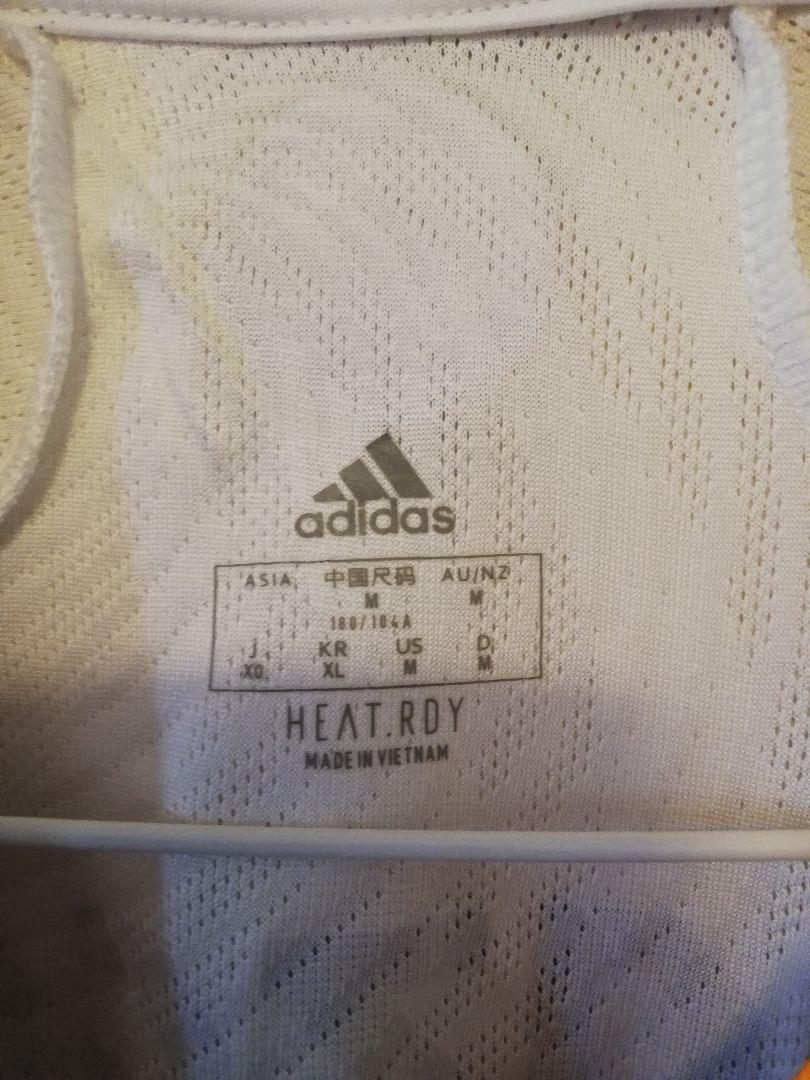 adidas
ASIA 中国尺码 AU/NZ
M M
180/104A
J KR US D
XO XL M M
HEAT.RDY
MADE IN VIETNAM